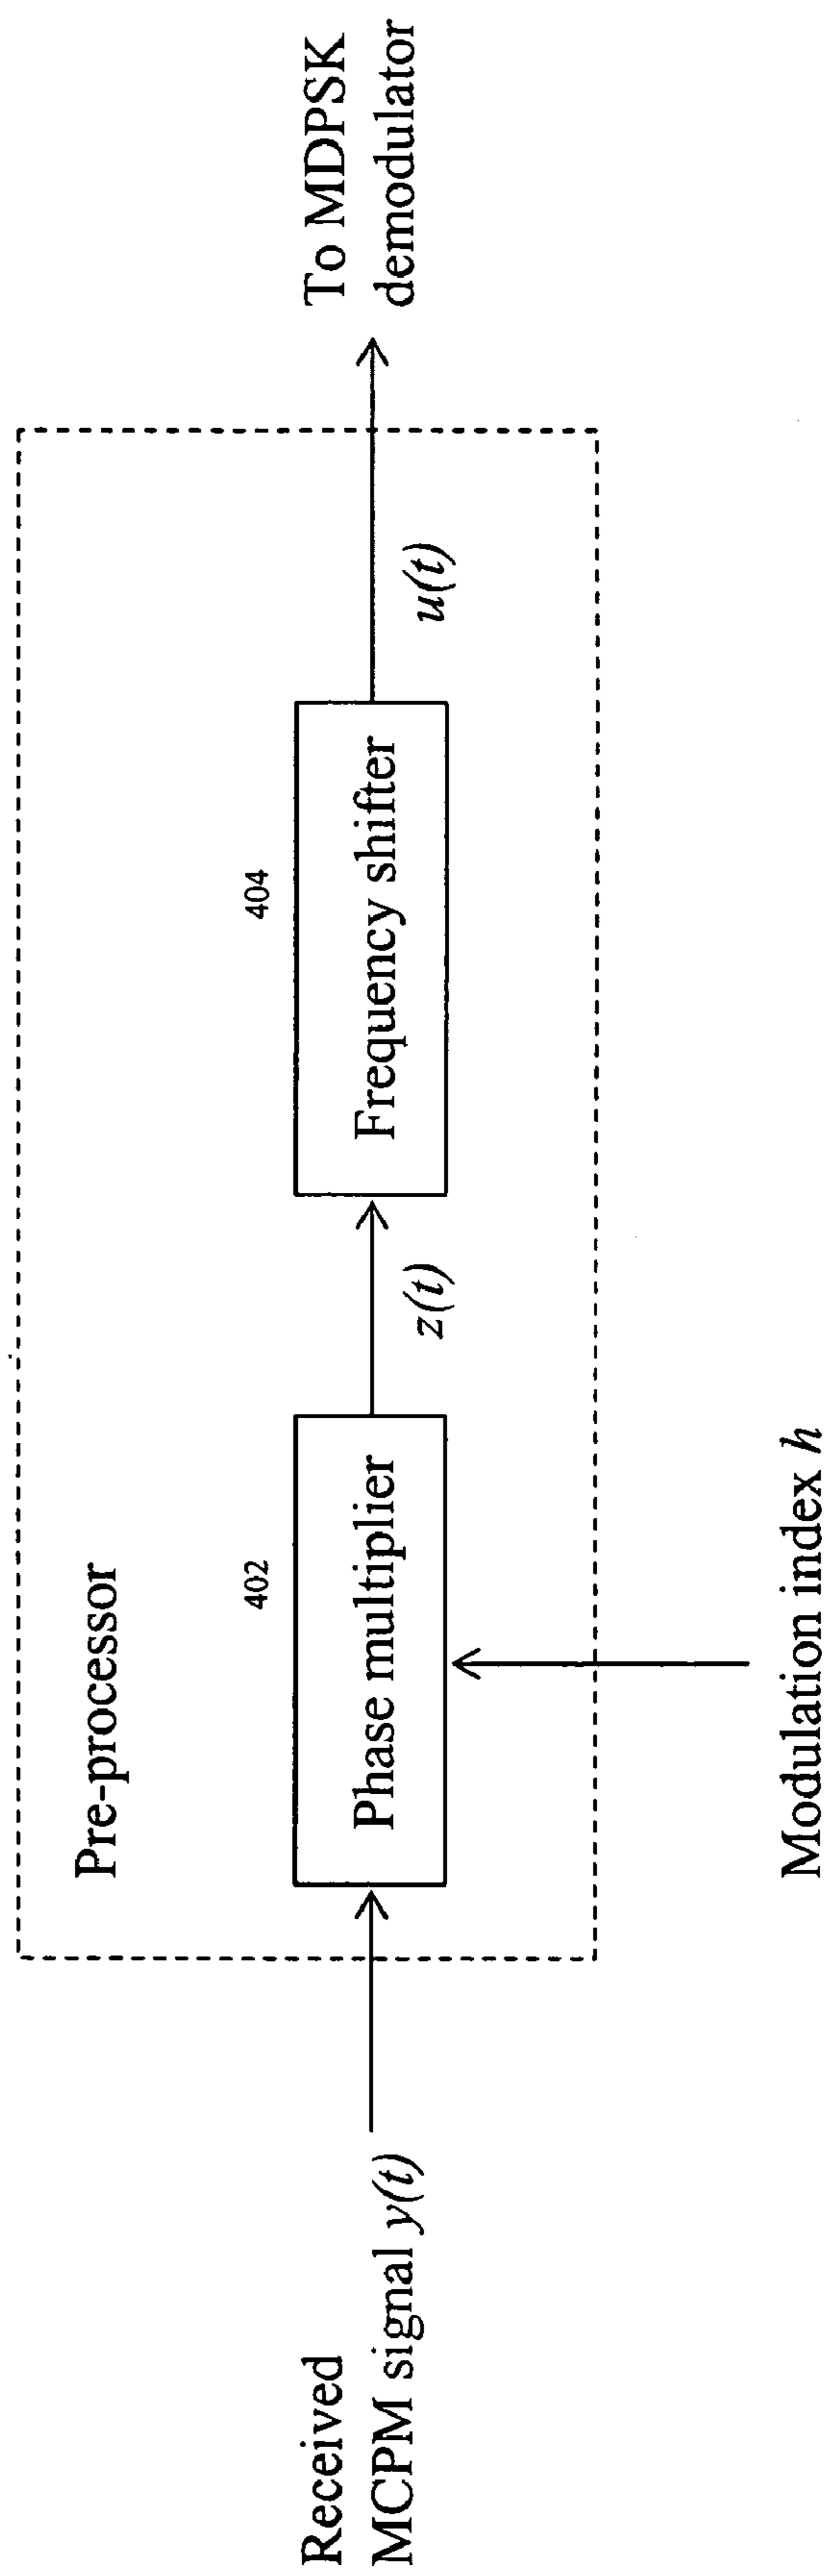 Pre-processor
Received
MCPM signal y(t)
402
Phase multiplier
z(t)
404
Frequency shifter
u(t)
To MDPSK
demodulator
Modulation index h